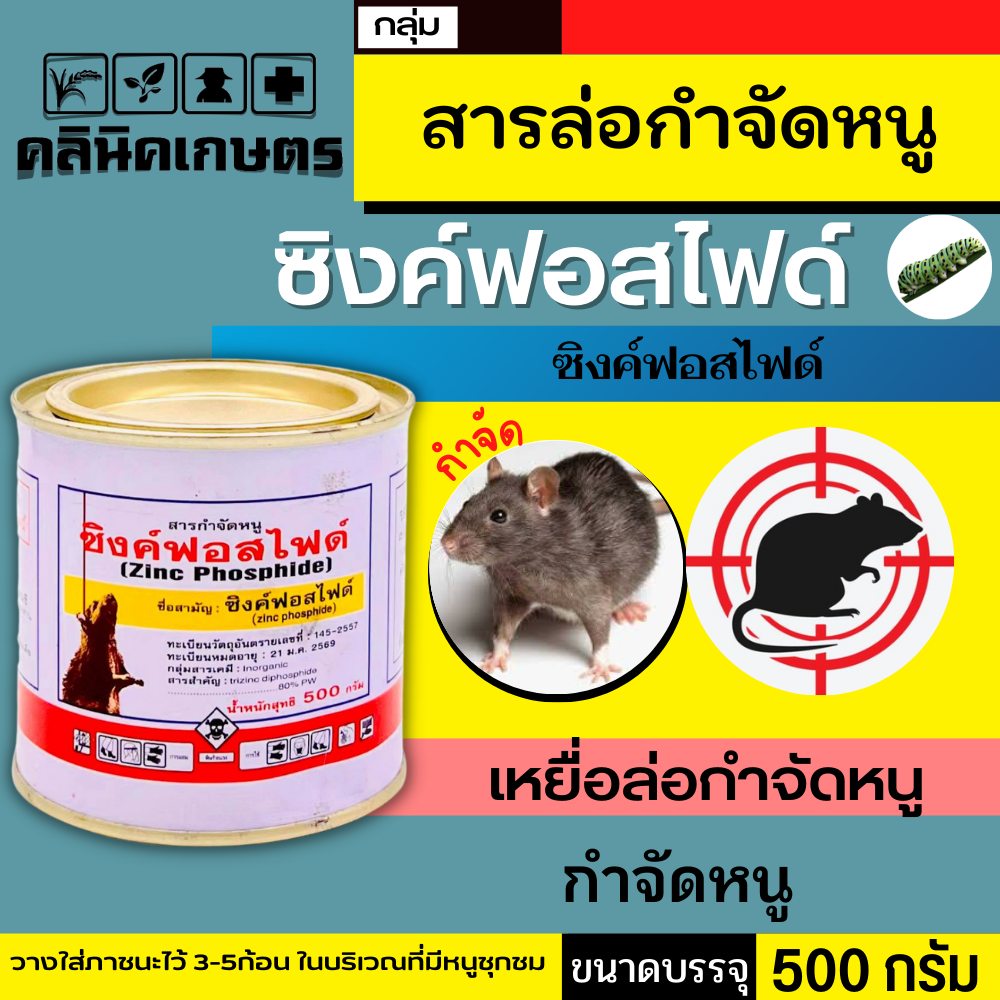 กลุ่ม
สารล่อกำจัดหนู
คลินิคเกษตร
ซิงค์ฟอสไฟด์
ซิงค์ฟอสไฟด์
กำจัด
สารกำจัดหนู
ซิงค์ฟอสไฟด์
(Zinc Phosphide)
ชื่อสามัญ : ซิงค์ฟอสไฟด์
(zinc phosphide)
ทะเบียนวัตถุอันตรายเลขที่ : 145-2557
ทะเบียนหมดอายุ : 21 ม.ค. 2569
กลุ่มสารเคมี : Inorganic
สารสำคัญ : trizinc diphosphide
80% PW
น้ำหนักสุทธิ 500 กรัม
เหยื่อล่อกำจัดหนู
กำจัดหนู
วางใส่ภาชนะไว้ 3-5ก้อน ในบริเวณที่มีหนูชุกชม
ขนาดบรรจุ 500 กรัม